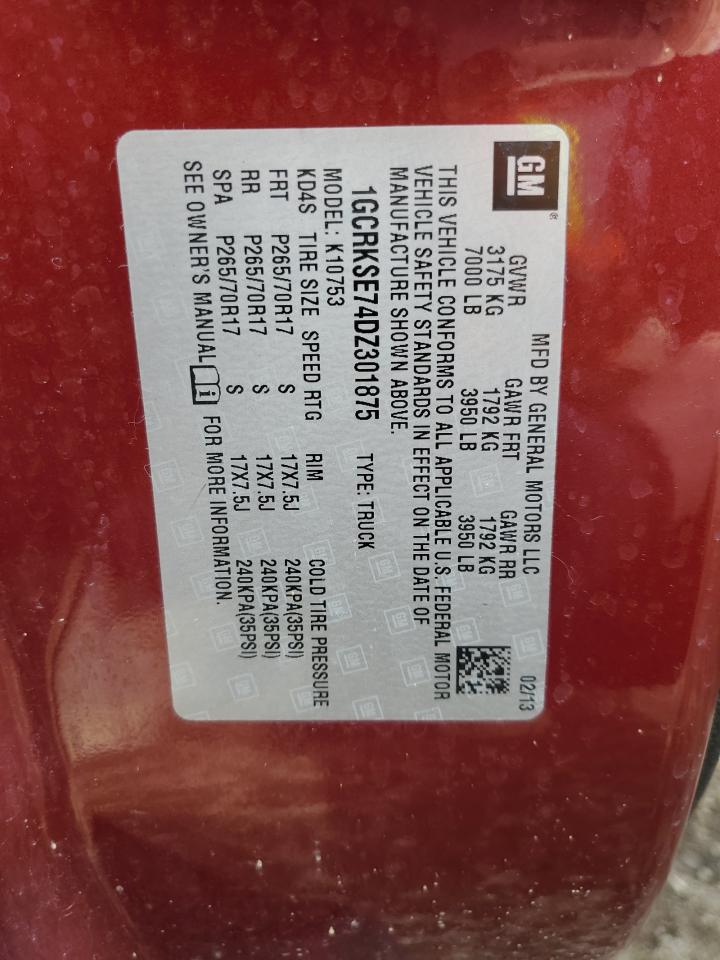 GM
MFD BY GENERAL MOTORS LLC 02/13
GVWR GAWR FRT GAWR RR
3175 KG 1792 KG 1792 KG
7000 LB 3950 LB 3950 LB
THIS VEHICLE CONFORMS TO ALL APPLICABLE U.S. FEDERAL MOTOR
VEHICLE SAFETY STANDARDS IN EFFECT ON THE DATE OF
MANUFACTURE SHOWN ABOVE.
1GCRKSE74DZ301875 TYPE: TRUCK
MODEL: K10753
KD4S TIRE SIZE SPEED RTG RIM COLD TIRE PRESSURE
FRT P265/70R17 S 17X7.5J 240KPA(35PSI)
RR P265/70R17 S 17X7.5J 240KPA(35PSI)
SPA P265/70R17 S 17X7.5J 240KPA(35PSI)
SEE OWNER'S MANUAL FOR MORE INFORMATION.